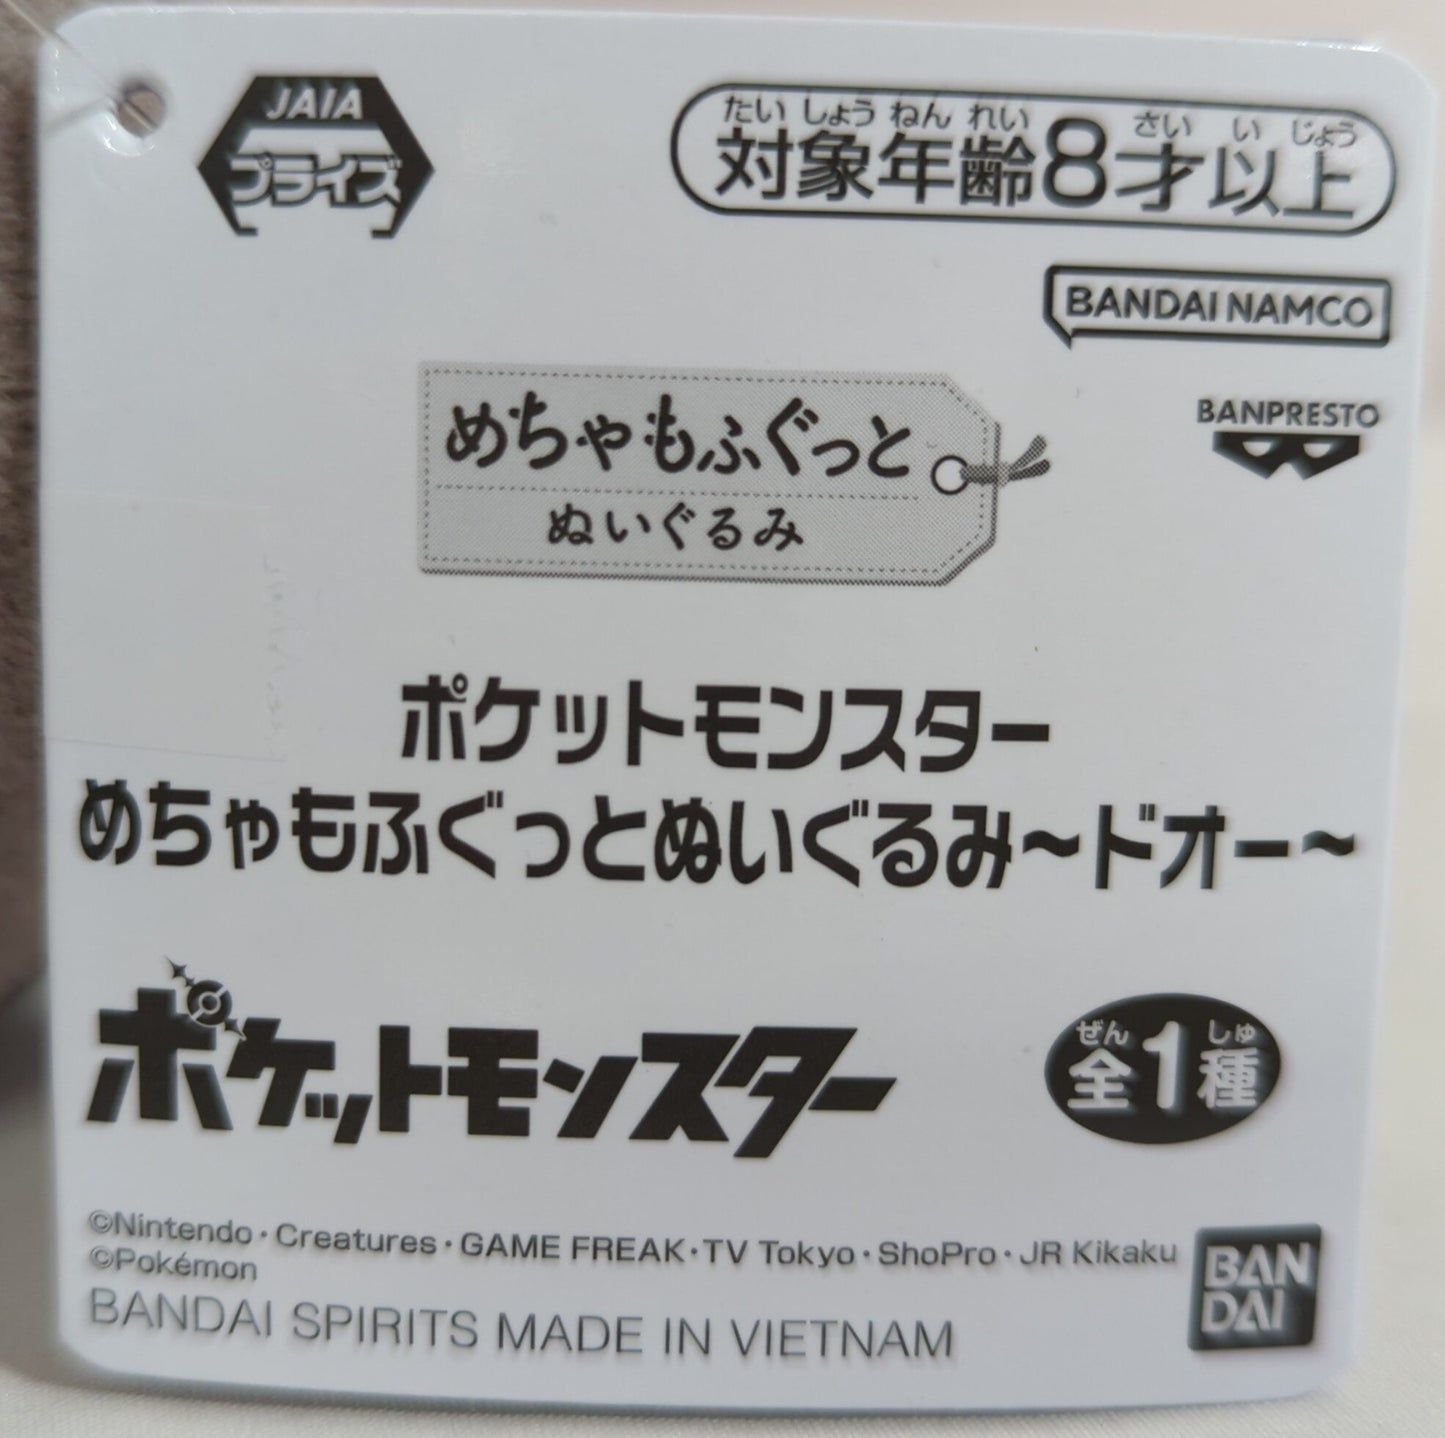 JAIA
プライズ
たいしょうねんれい さい い じょう
対象年齢8才以上
BANDAI NAMCO
BANPRESTO
めちゃもふぐっと
ぬいぐるみ
ポケットモンスター
めちゃもふぐっとぬいぐるみ～ドオー～
ポケットモンスター
ぜん しゅ
全1種
©Nintendo・Creatures・GAME FREAK・TV Tokyo・ShoPro・JR Kikaku
©Pokémon
BANDAI SPIRITS MADE IN VIETNAM
BAN
DAI